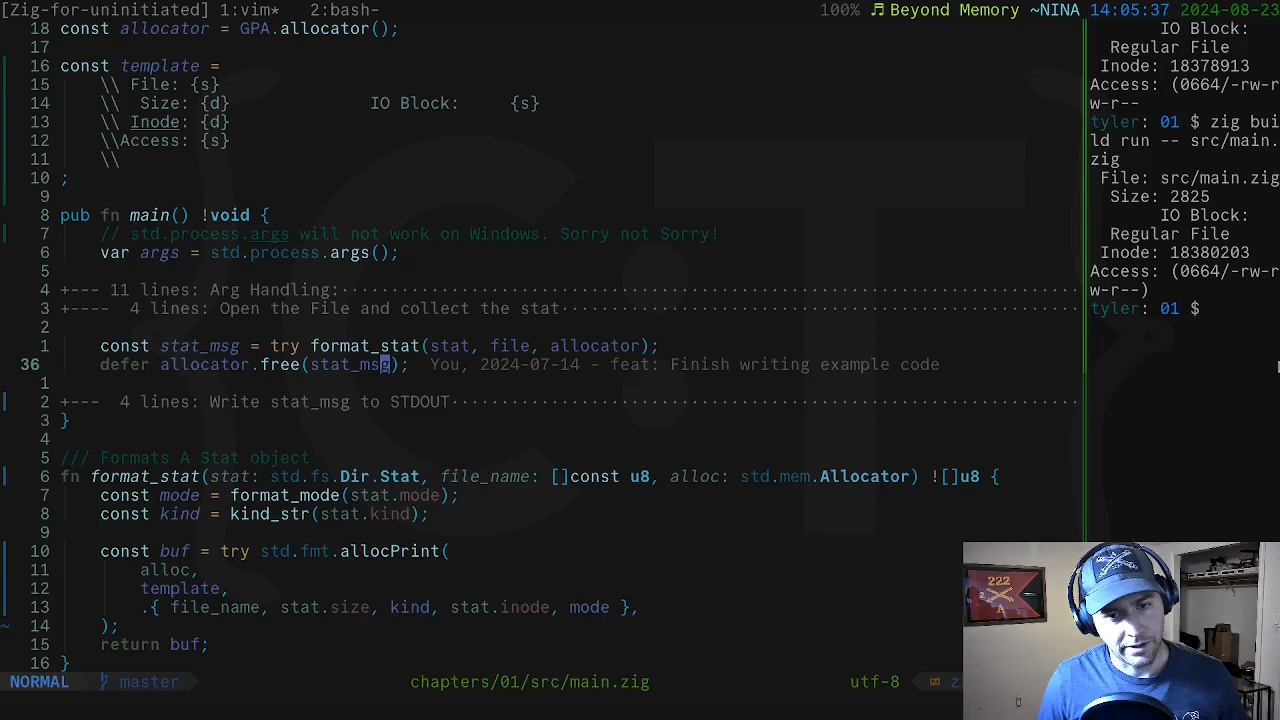 [Zig-for-uninitiated] 1:vim* 2:bash- 100% ♬ Beyond Memory ~NINA 14:05:37 2024-08-23
18 const allocator = GPA.allocator();
17
16 const template =
15 \\ File: {s}
14 \\  Size: {d} IO Block: {s}
13 \\ Inode: {d}
12 \\Access: {s}
11 \\
10 ;
9
8 pub fn main() !void {
7 // std.process.args will not work on Windows. Sorry not Sorry!
6 var args = std.process.args();
5
4 +--- 11 lines: Arg Handling:
3 +---- 4 lines: Open the File and collect the stat
2
1 const stat_msg = try format_stat(stat, file, allocator);
36 defer allocator.free(stat_msg); You, 2024-07-14 - feat: Finish writing example code
1
2 +--- 4 lines: Write stat_msg to STDOUT
3 }
4
5 /// Formats A Stat object
6 fn format_stat(stat: std.fs.Dir.Stat, file_name: []const u8, alloc: std.mem.Allocator) ![]u8 {
7 const mode = format_mode(stat.mode);
8 const kind = kind_str(stat.kind);
9
10 const buf = try std.fmt.allocPrint(
11 alloc,
12 template,
13 .{ file_name, stat.size, kind, stat.inode, mode },
~ 14 );
15 return buf;
16 }
NORMAL master chapters/01/src/main.zig utf-8 z
IO Block:
Regular File
Inode: 18378913
Access: (0664/-rw-r
w-r--
tyler: 01 $ zig bui
ld run -- src/main.
zig
File: src/main.zig
Size: 2825
IO Block:
Regular File
Inode: 18380203
Access: (0664/-rw-r
w-r--)
tyler: 01 $
C:T
222
2
A